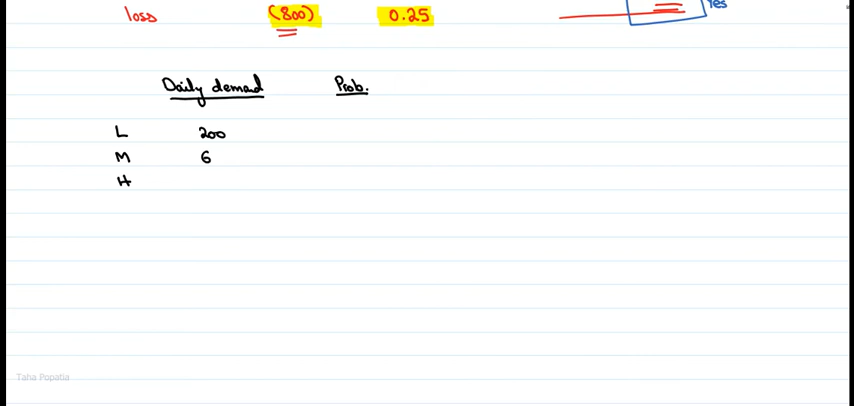 loss (800) 0.25 Yes
Daily demand Prob.
L 200
M 6
H
Taha Popatia